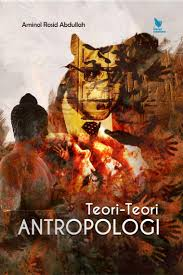 Aminol Rosid Abdullah
Teori-Teori
ANTROPOLOGI